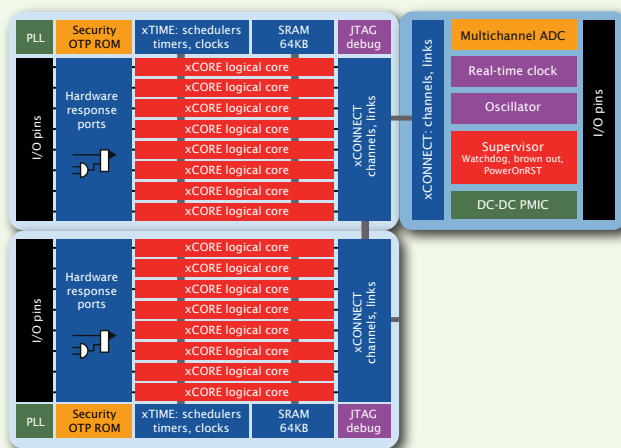 PLL
Security
OTP ROM
xTIME: schedulers
timers, clocks
SRAM
64KB
JTAG
debug
I/O pins
Hardware
response
ports
xCORE logical core
xCORE logical core
xCORE logical core
xCORE logical core
xCORE logical core
xCORE logical core
xCORE logical core
xCORE logical core
xCONNECT
channels, links
xCONNECT: channels, links
Multichannel ADC
Real-time clock
Oscillator
Supervisor
Watchdog, brown out,
PowerOnRST
DC-DC PMIC
I/O pins
I/O pins
Hardware
response
ports
xCORE logical core
xCORE logical core
xCORE logical core
xCORE logical core
xCORE logical core
xCORE logical core
xCORE logical core
xCORE logical core
xCONNECT
channels, links
PLL
Security
OTP ROM
xTIME: schedulers
timers, clocks
SRAM
64KB
JTAG
debug